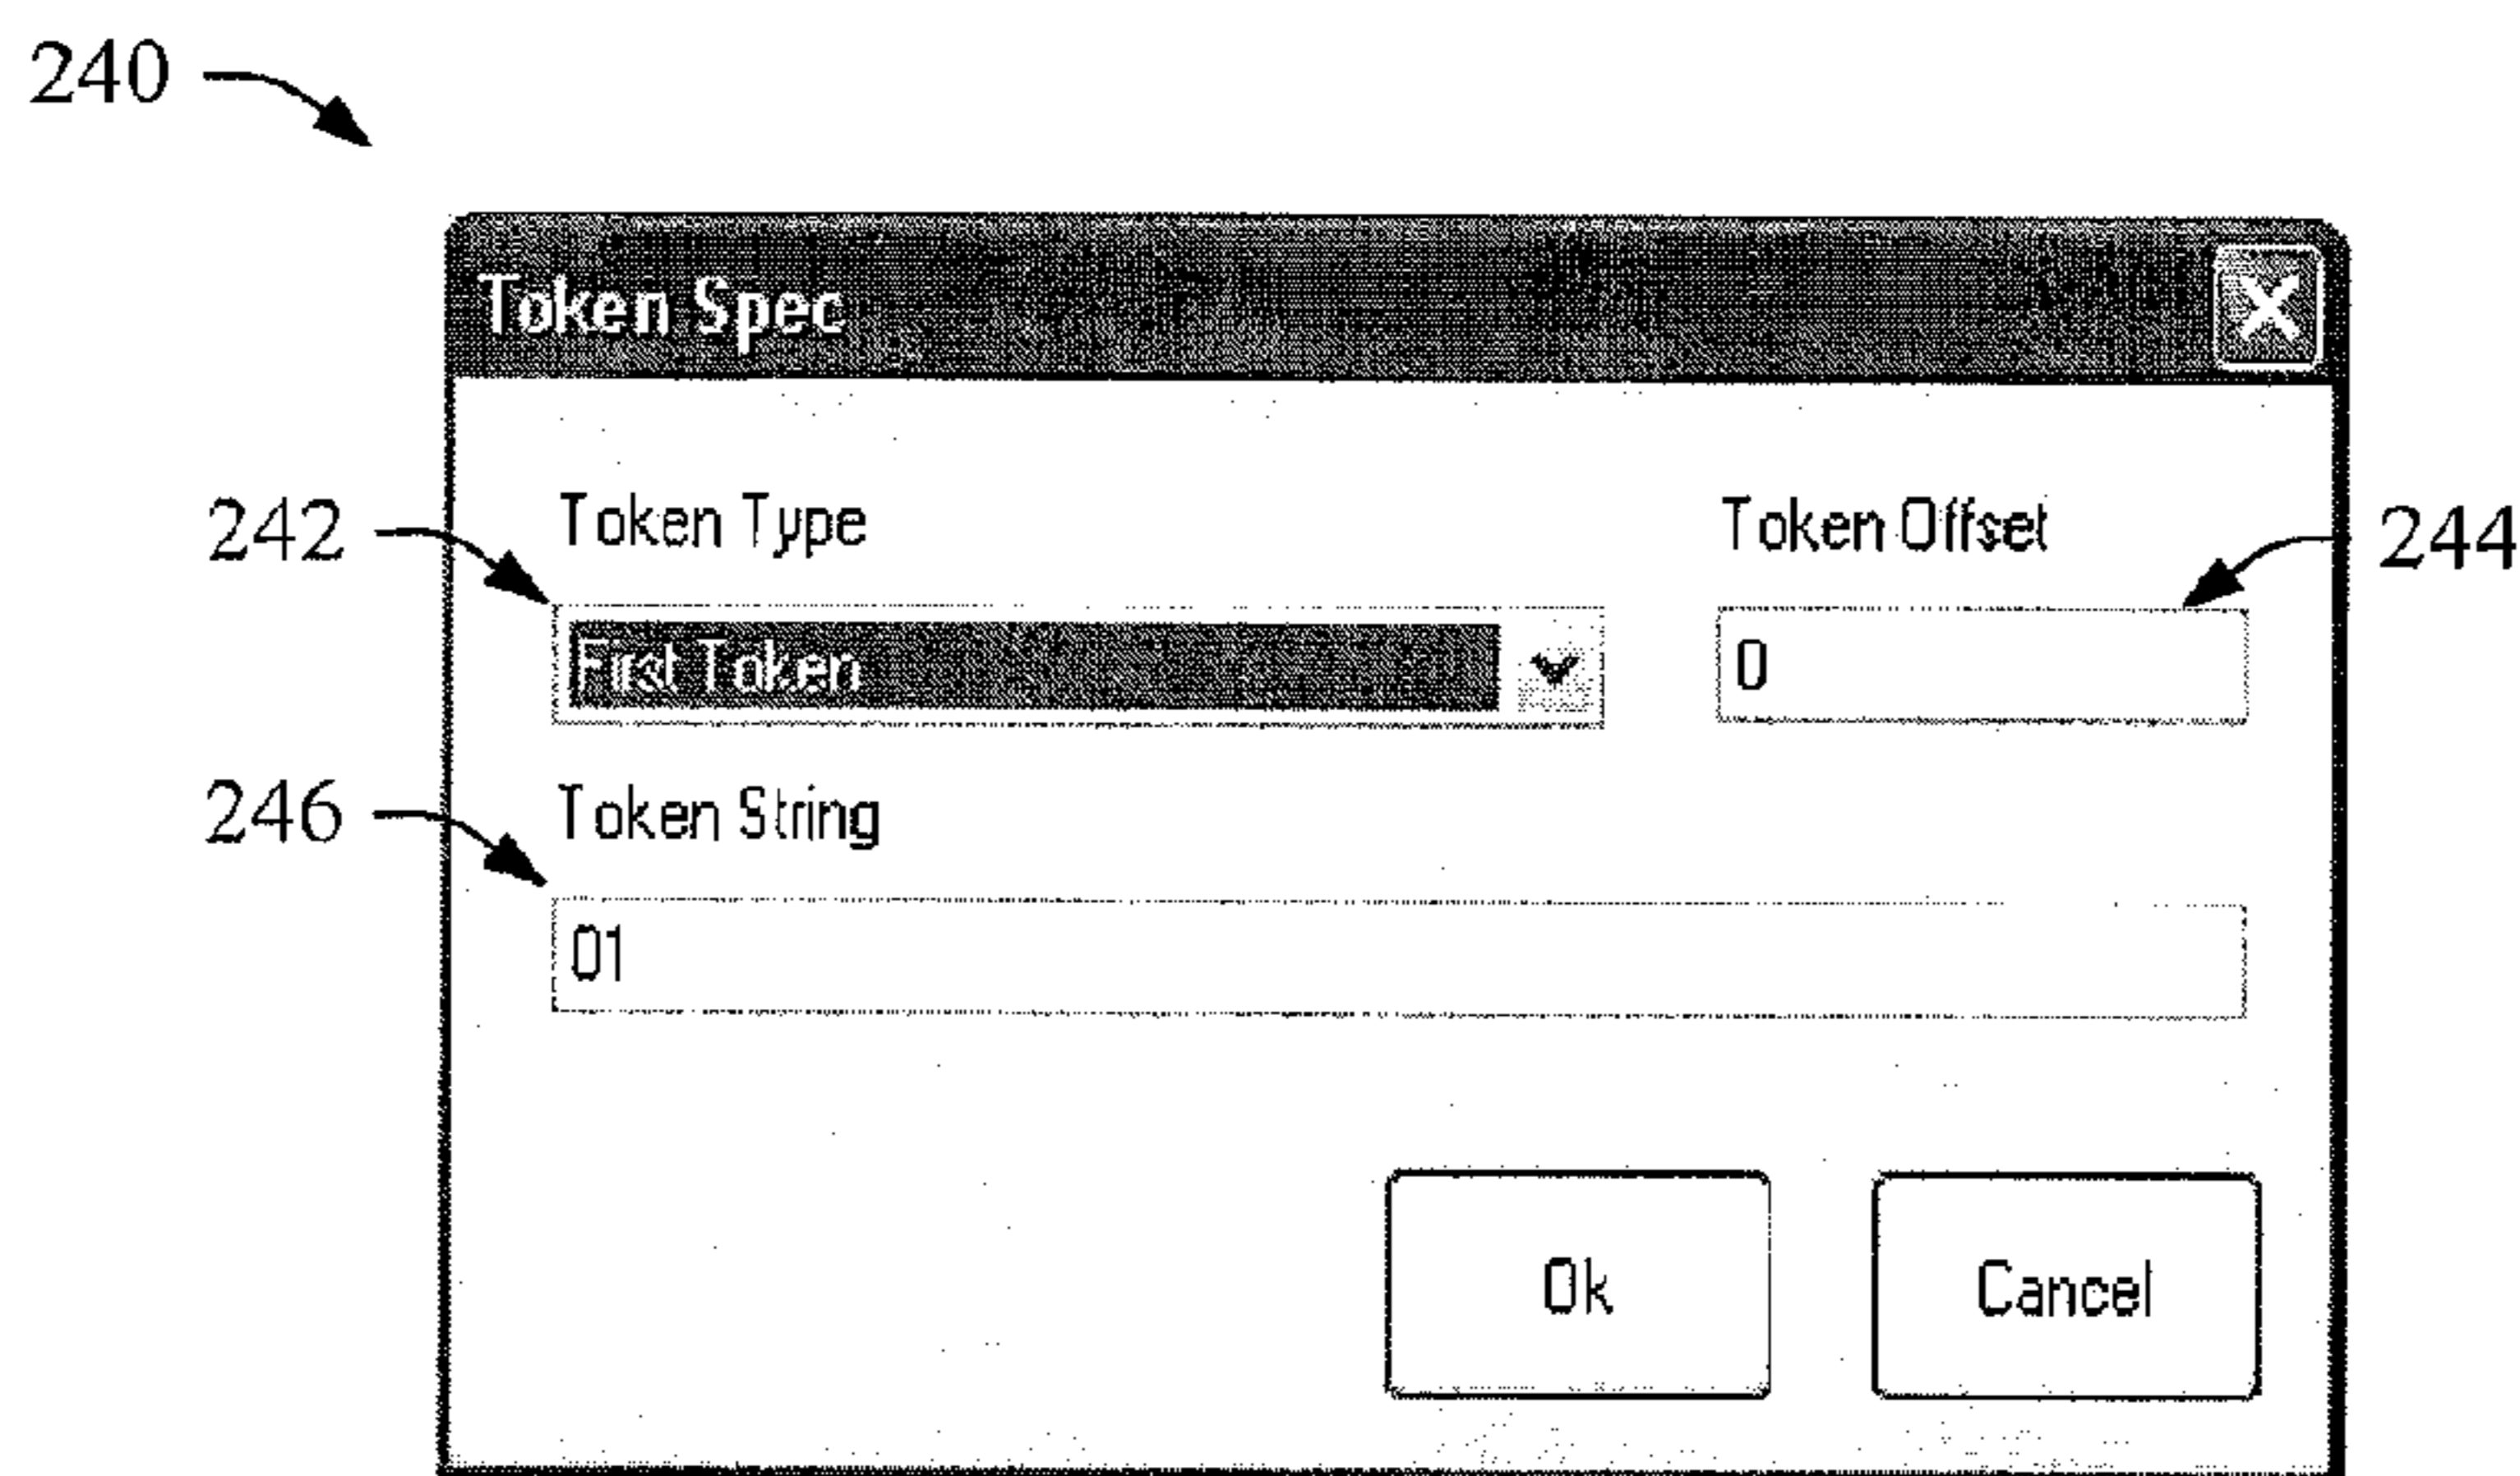 240
Token Spec
242 Token Type Token Offset 244
First Token 0
246 Token String
01
Ok Cancel